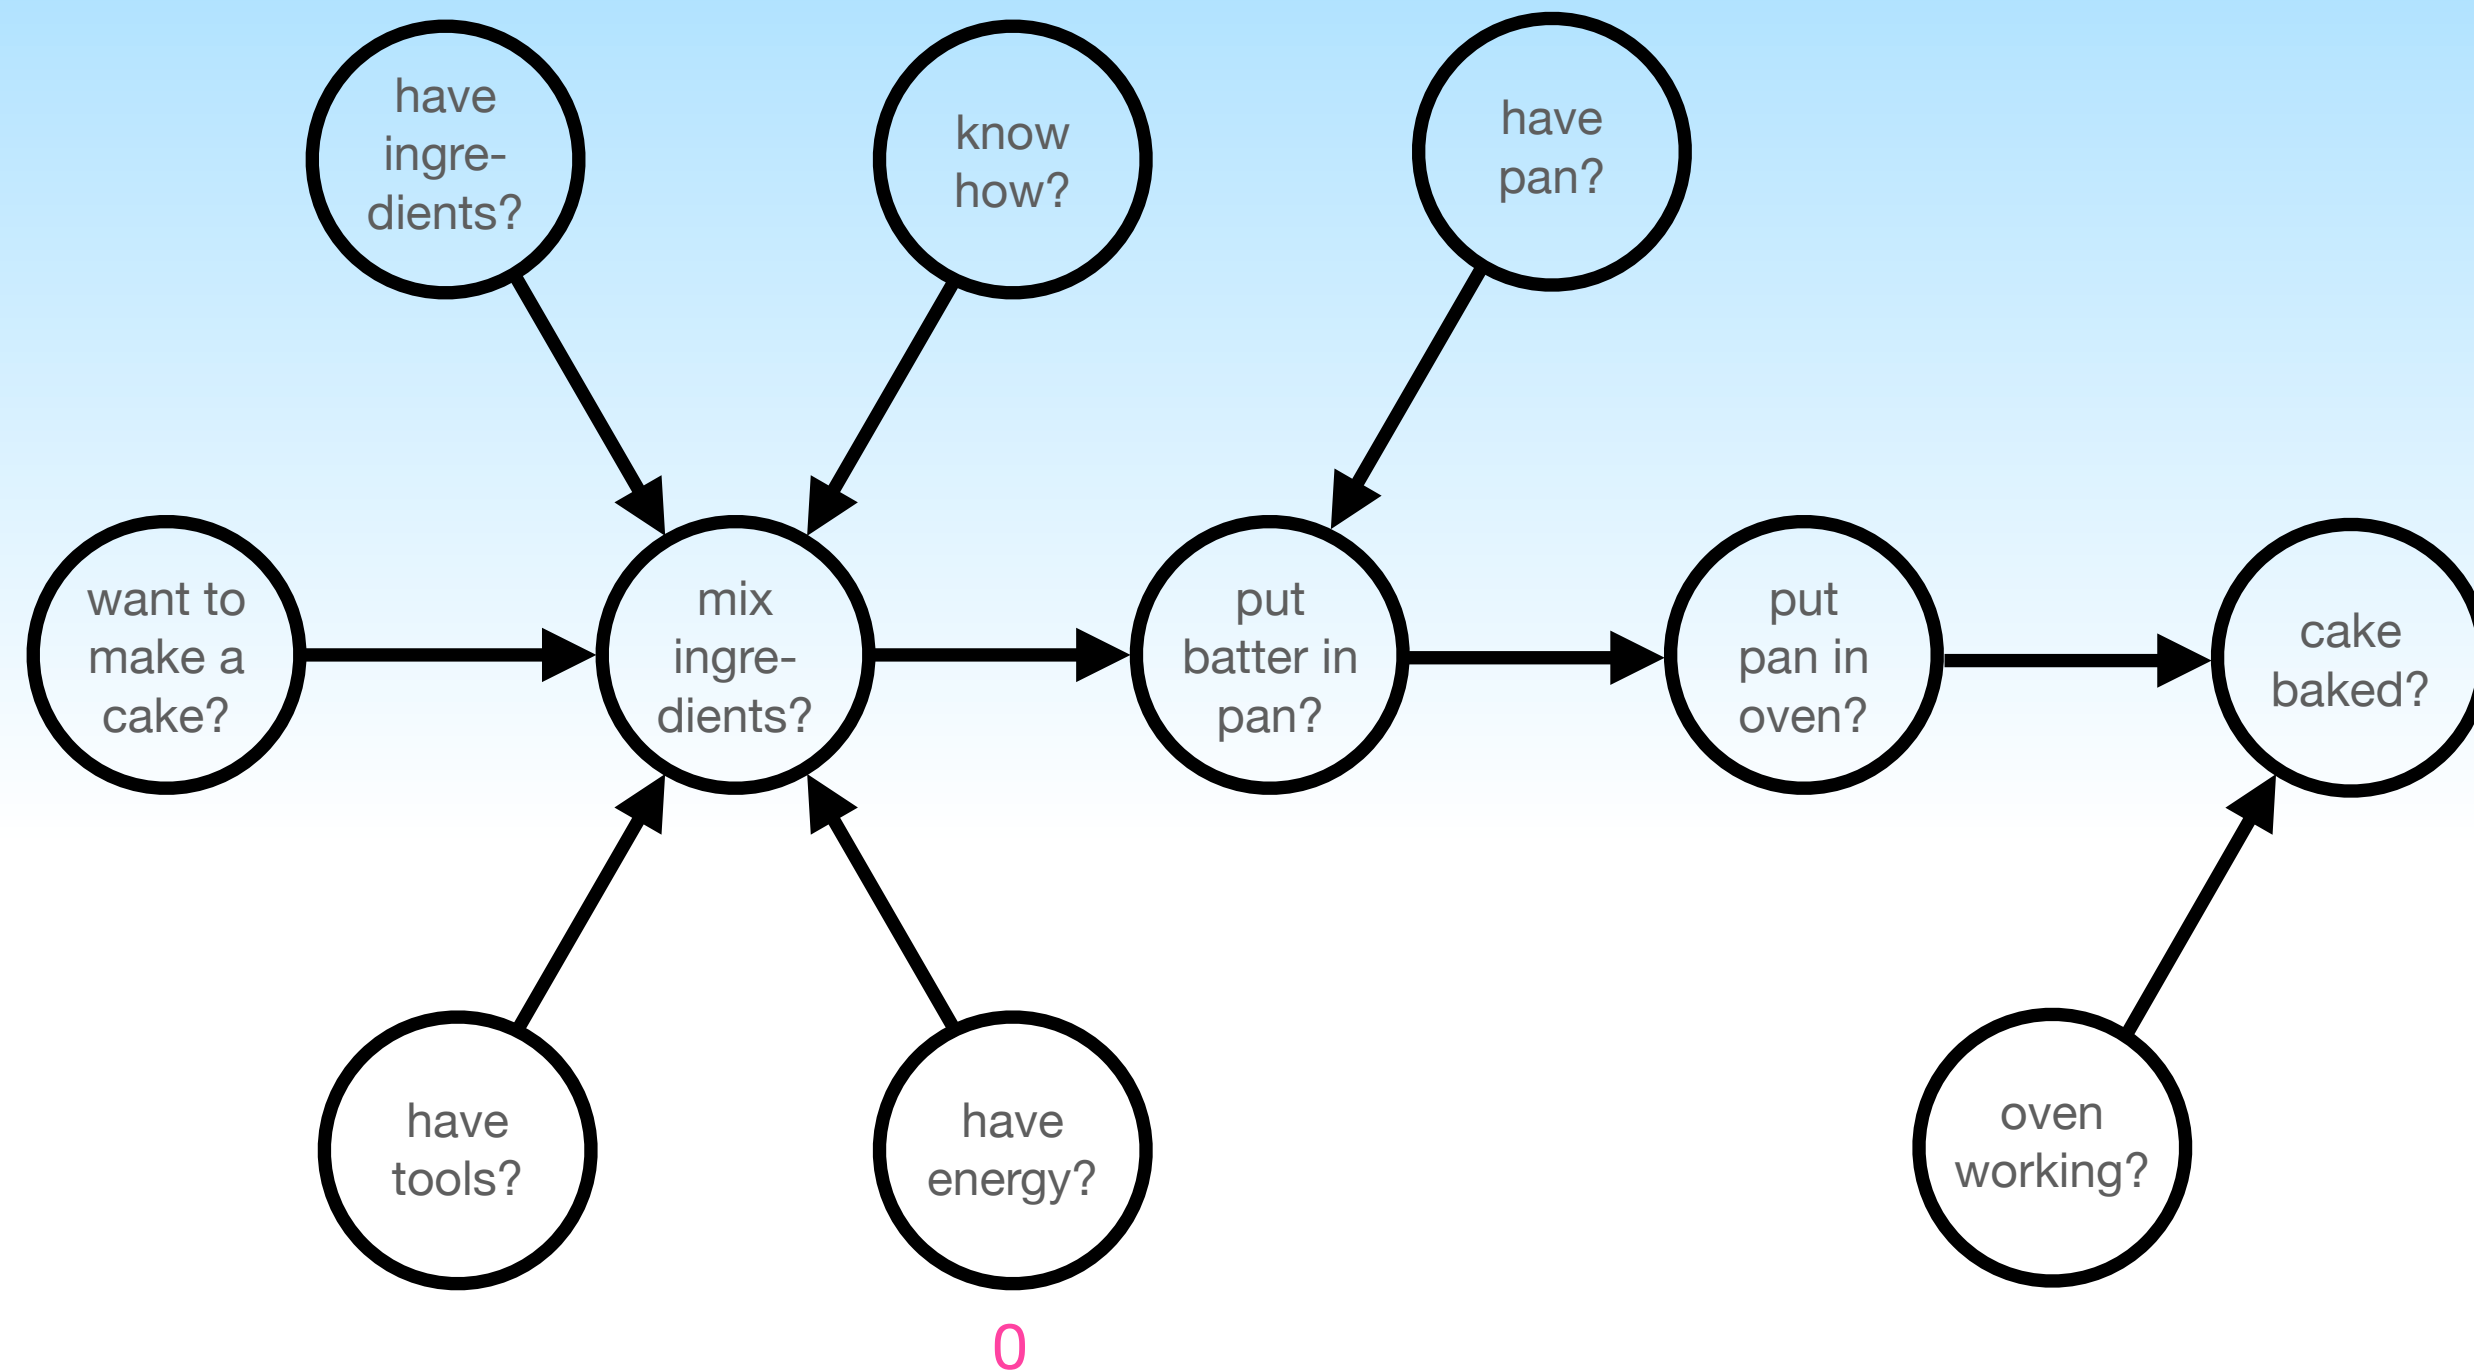 have
ingre-
dients?
know
how?
have
pan?
want to
make a
cake?
mix
ingre-
dients?
put
batter in
pan?
put
pan in
oven?
cake
baked?
have
tools?
have
energy?
oven
working?
0